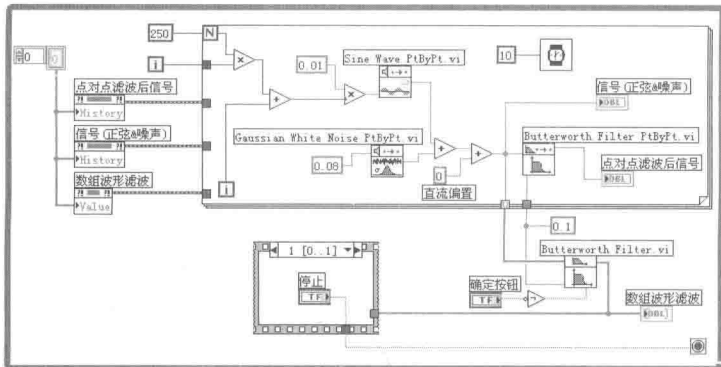 250
N
0
0
i
点对点滤波后信号
History
信号(正弦&噪声)
History
数组波形滤波
Value
i
0.01
Sine Wave PtByPt.vi
10
Gaussian White Noise PtByPt.vi
0.08
0
直流偏置
信号(正弦&噪声)
DBL
Butterworth Filter PtByPt.vi
点对点滤波后信号
DBL
0.1
Butterworth Filter.vi
1 [0..1]
停止
TF
确定按钮
TF
数组波形滤波
DBL